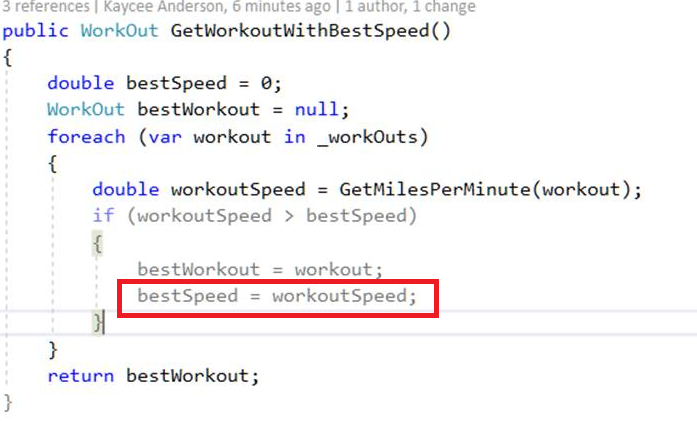 3 references | Kaycee Anderson, 6 minutes ago | 1 author, 1 change
public WorkOut GetWorkoutWithBestSpeed()
{
    double bestSpeed = 0;
    WorkOut bestWorkout = null;
    foreach (var workout in _workOuts)
    {
        double workoutSpeed = GetMilesPerMinute(workout);
        if (workoutSpeed > bestSpeed)
        {
            bestWorkout = workout;
            bestSpeed = workoutSpeed;
        }
    }
    return bestWorkout;
}